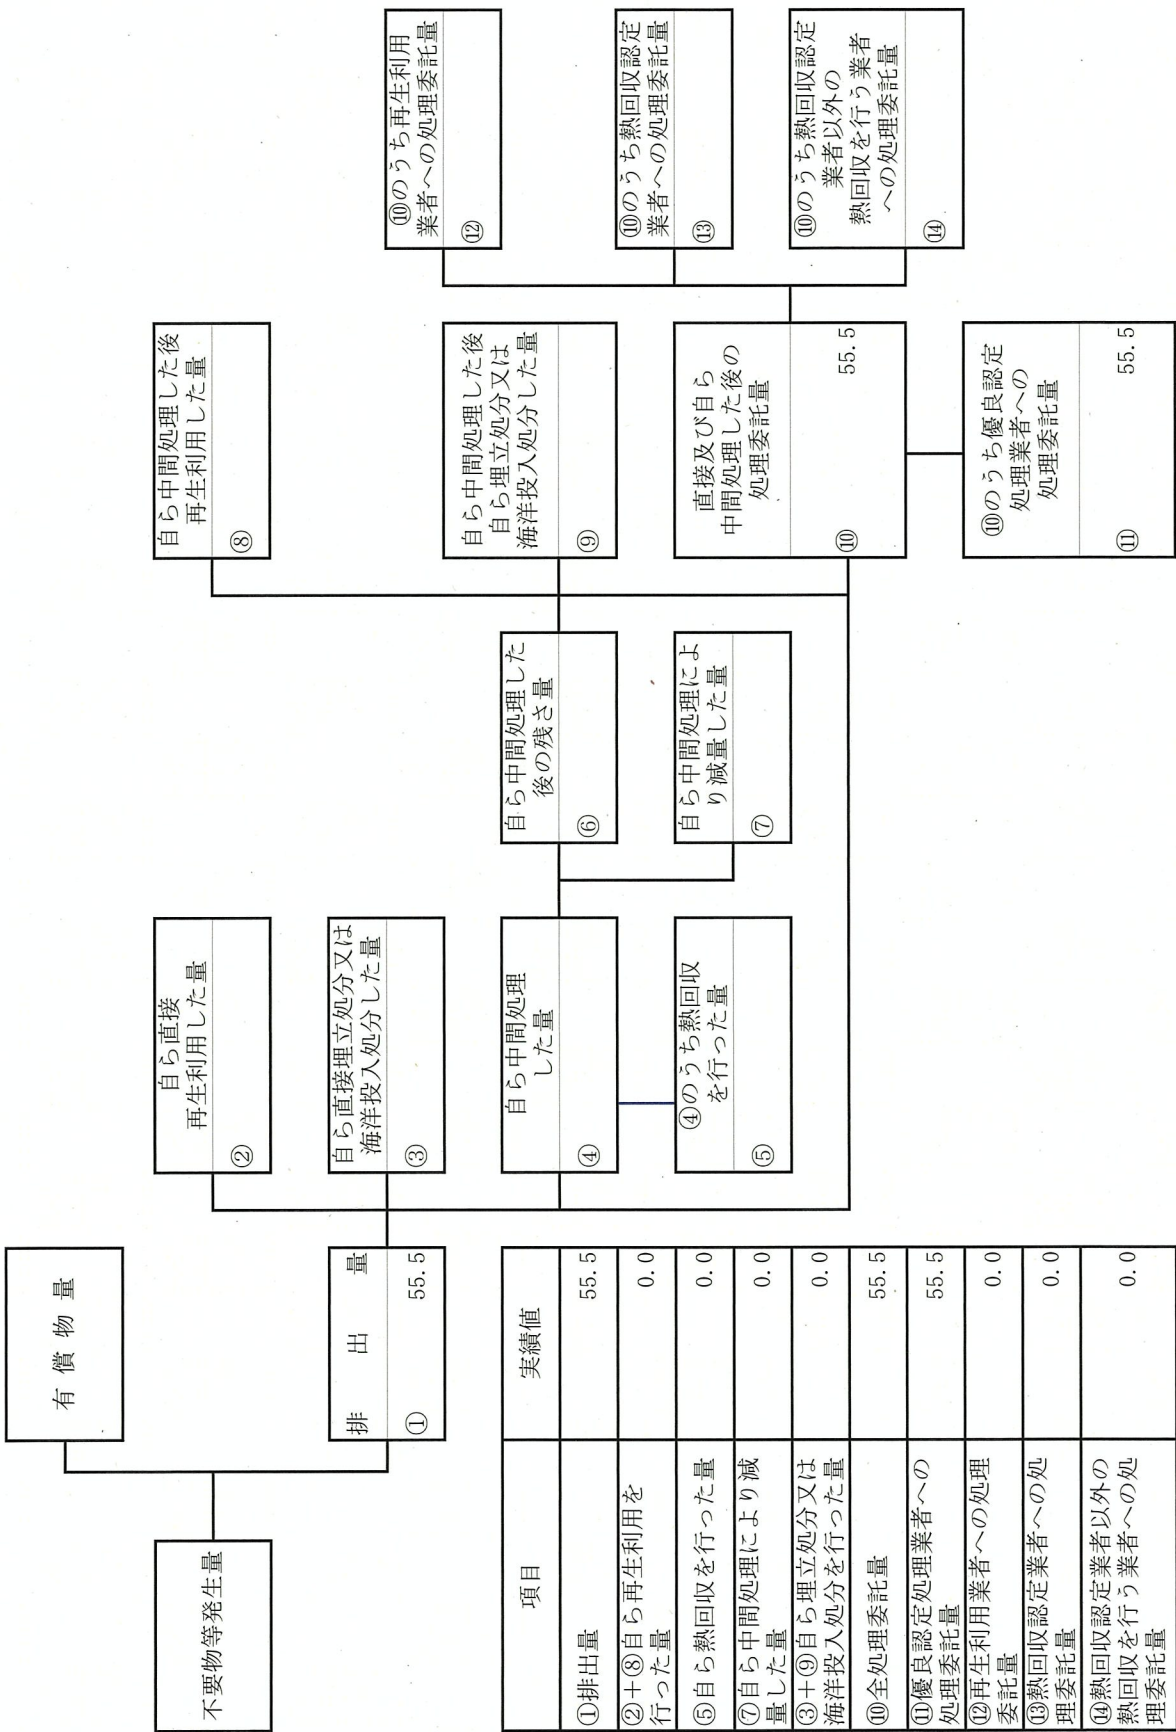 不要物等発生量
有 償 物 量
排 出 量
①
55.5
自ら直接
再生利用した量
②
自ら直接埋立処分又は
海洋投入処分した量
③
自ら中間処理
した量
④
④のうち熱回収
を行った量
⑤
自ら中間処理した
後の残さ量
⑥
自ら中間処理によ
り減量した量
⑦
自ら中間処理した後
再生利用した量
⑧
自ら中間処理した後
自ら埋立処分又は
海洋投入処分した量
⑨
直接及び自ら
中間処理した後の
処理委託量
⑩
55.5
⑩のうち優良認定
処理業者への
処理委託量
⑪
55.5
⑩のうち再生利用
業者への処理委託量
⑫
⑩のうち熱回収認定
業者への処理委託量
⑬
⑩のうち熱回収認定
業者以外の
熱回収を行う業者
への処理委託量
⑭
項目 実績値
①排出量 55.5
②+⑧自ら再生利用を
行った量 0.0
⑤自ら熱回収を行った量 0.0
⑦自ら中間処理により減
量した量 0.0
③+⑨自ら埋立処分又は
海洋投入処分を行った量 0.0
⑩全処理委託量 55.5
⑪優良認定処理業者への
処理委託量 55.5
⑫再生利用業者への処理
委託量 0.0
⑬熱回収認定業者への処
理委託量 0.0
⑭熱回収認定業者以外の
熱回収を行う業者への処
理委託量 0.0